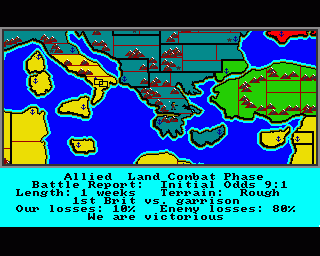 Allied Land Combat Phase
Battle Report: Initial Odds 9:1
Length: 1 weeks Terrain: Rough
1st Brit vs. garrison
Our losses: 10% Enemy losses: 80%
We are victorious